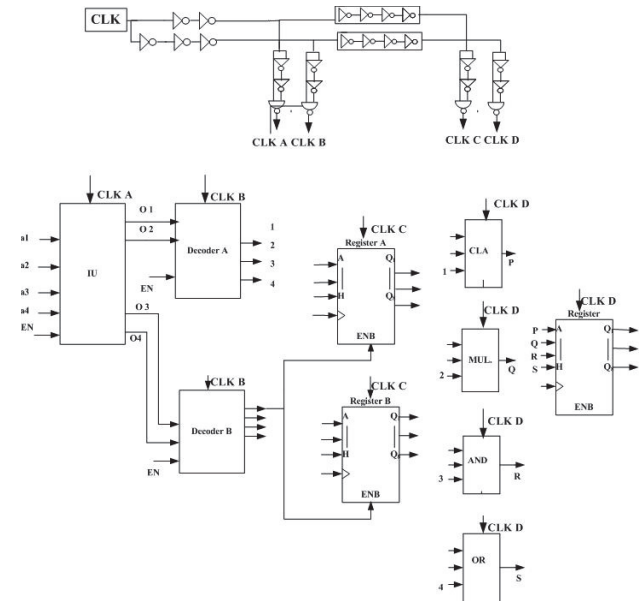 CLK
CLK A CLK B
CLK C CLK D
CLK A
CLK B
O 1
O 2
a1
a2
a3
a4
EN
IU
O 3
O4
Decoder A
EN
1
2
3
4
CLK B
Decoder B
EN
CLK C
Register A
A
H
Q
Q
ENB
CLK C
Register B
A
H
Q
Q
ENB
CLK D
CLA
1
P
CLK D
MUL.
2
Q
CLK D
AND
3
R
CLK D
OR
4
S
CLK D
Register
P
Q
R
S
A
H
Q
Q
ENB